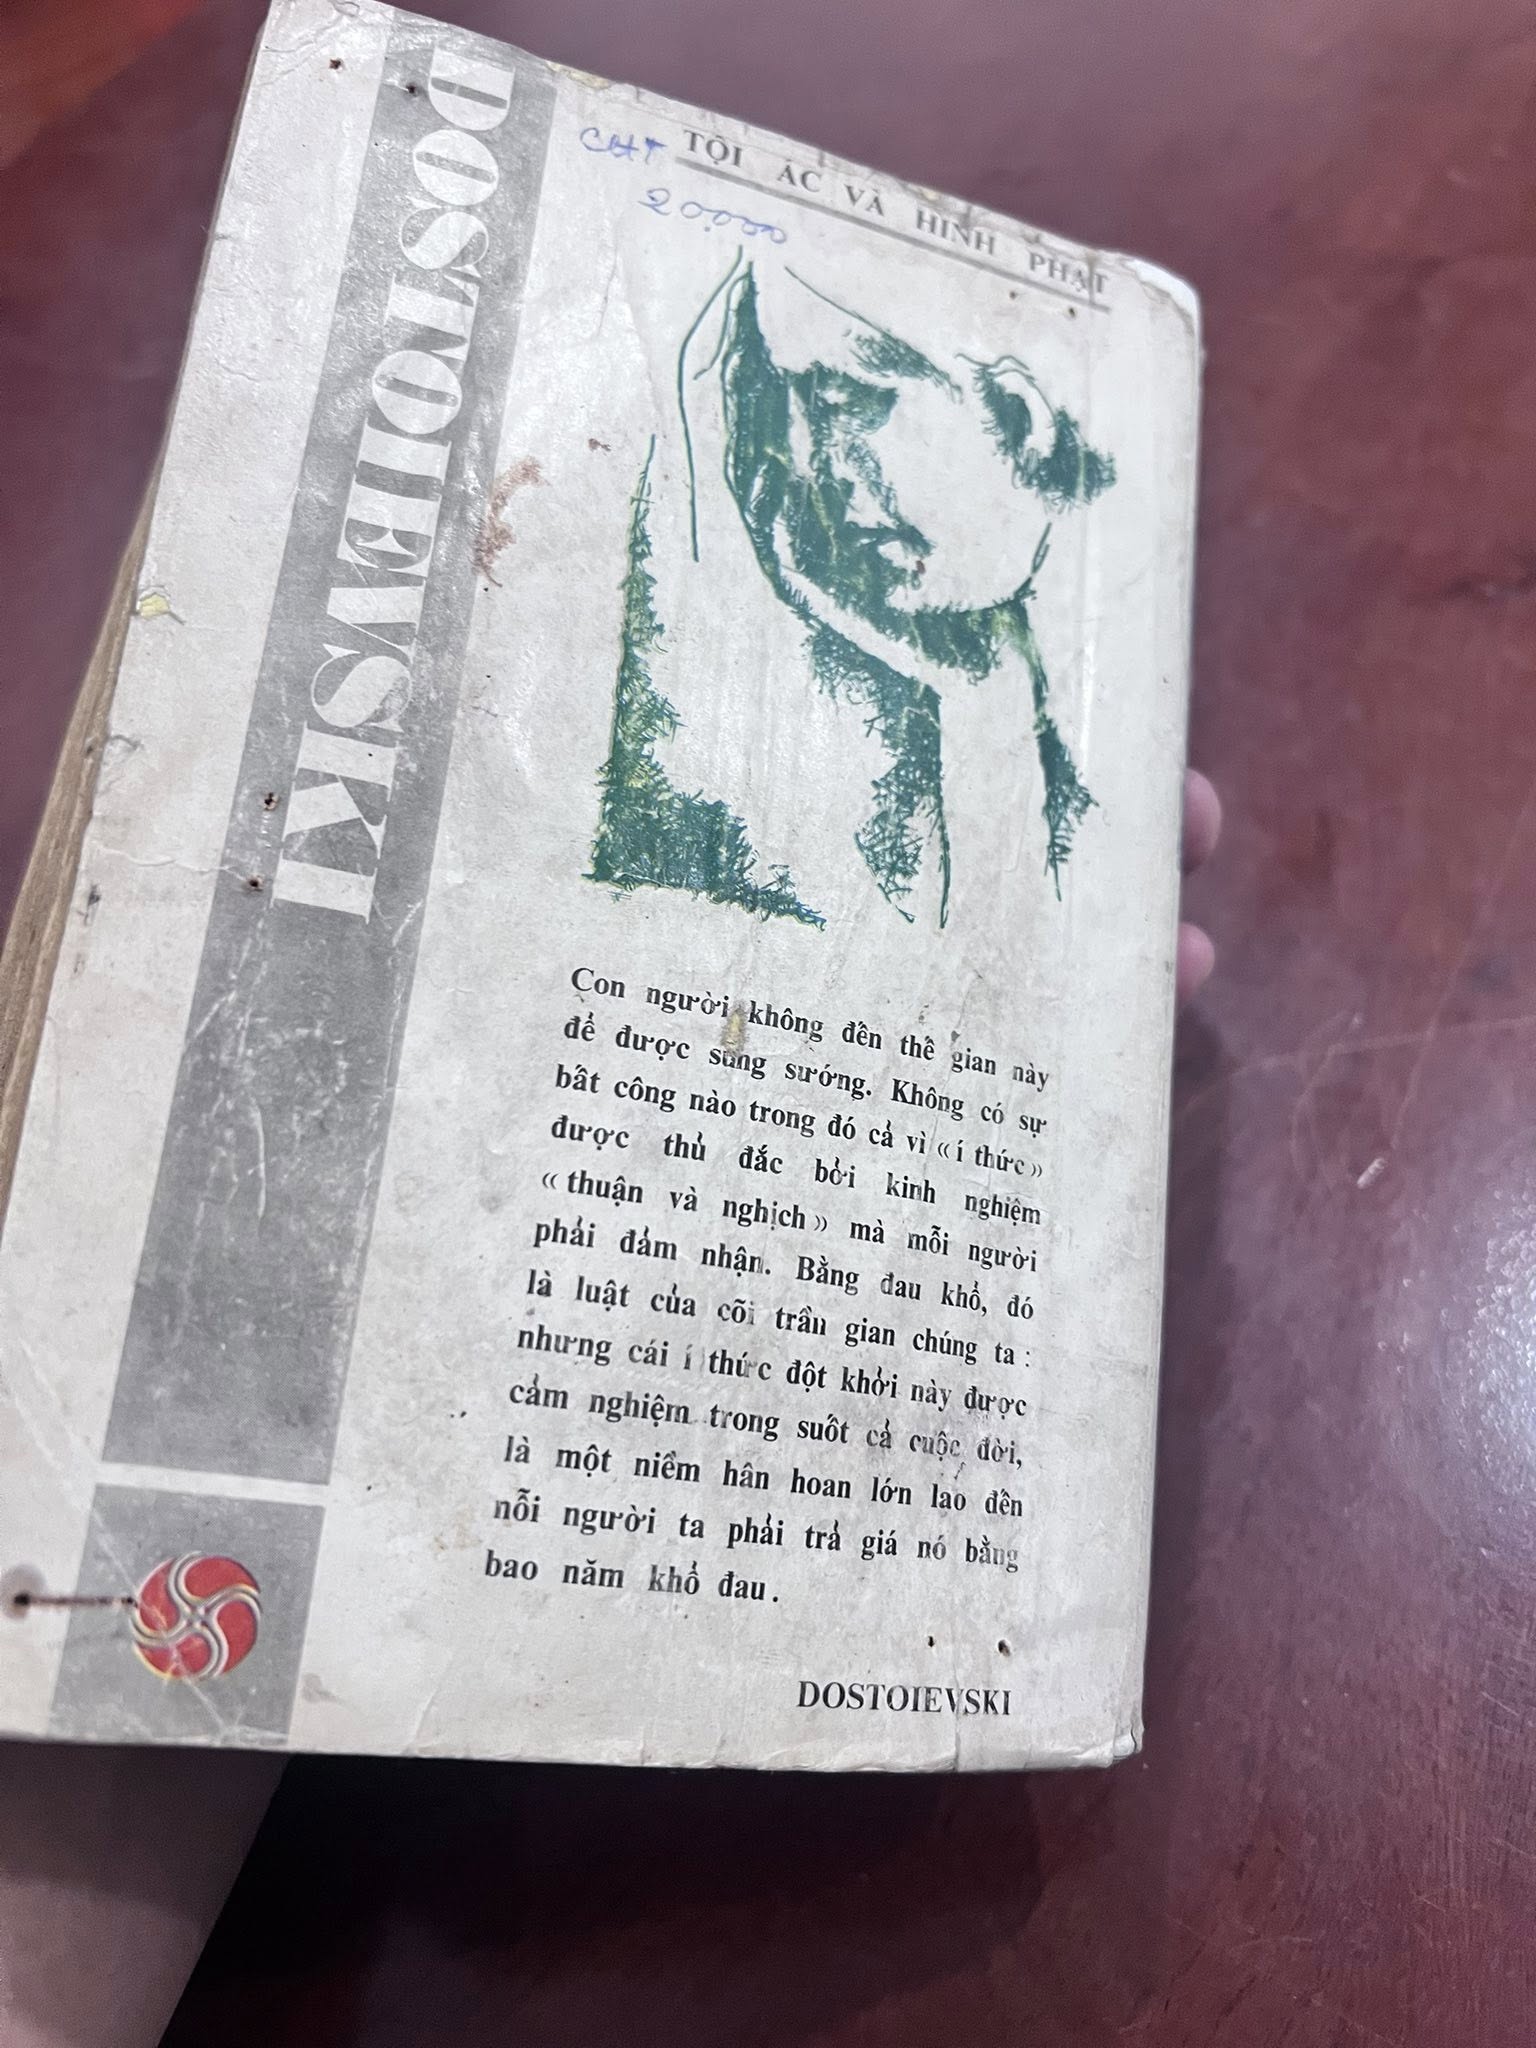 DOSTOIEVSKI
TỘI ÁC VÀ HÌNH PHẠT
Con người không đến thế gian này
để được sung sướng. Không có sự
bất công nào trong đó cả vì «í thức»
được thủ đắc bởi kinh nghiệm
«thuận và nghịch» mà mỗi người
phải đảm nhận. Bằng đau khổ, đó
là luật của cõi trần gian chúng ta :
nhưng cái í thức đột khởi này được
cảm nghiệm trong suốt cả cuộc đời,
là một niềm hân hoan lớn lao đến
nỗi người ta phải trả giá nó bằng
bao năm khổ đau.
DOSTOIEVSKI